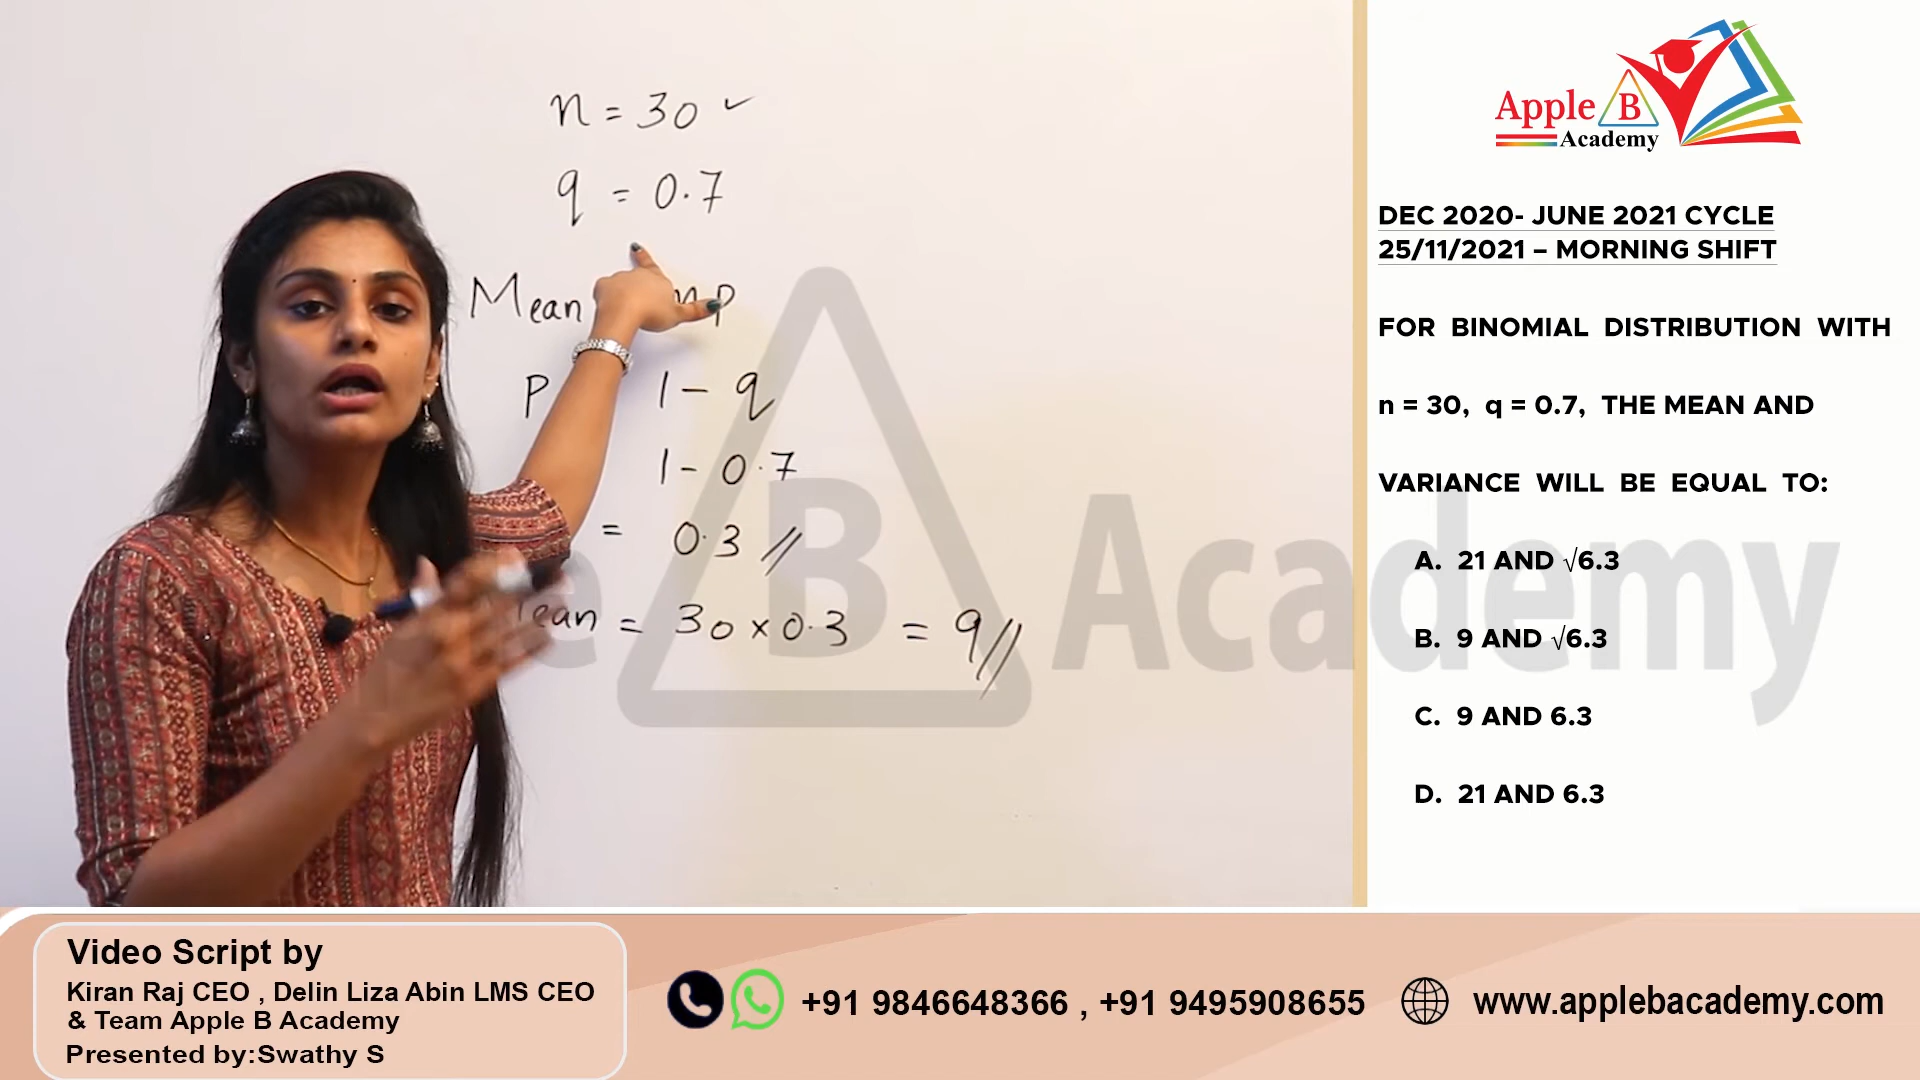 n = 30 ✓
q = 0.7
Mean np
P 1 - q
1 - 0.7
= 0.3 //
Mean = 30 × 0.3 = 9 //
Apple B
Academy
DEC 2020- JUNE 2021 CYCLE
25/11/2021 – MORNING SHIFT
FOR BINOMIAL DISTRIBUTION WITH
n = 30, q = 0.7, THE MEAN AND
VARIANCE WILL BE EQUAL TO:
A. 21 AND √6.3
B. 9 AND √6.3
C. 9 AND 6.3
D. 21 AND 6.3
B Academy
Video Script by
Kiran Raj CEO , Delin Liza Abin LMS CEO
& Team Apple B Academy
Presented by:Swathy S
+91 9846648366 , +91 9495908655
www.applebacademy.com